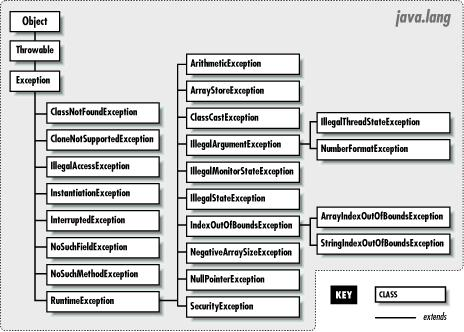 Object
java.lang
Throwable
Exception
ArithmeticException
ArrayStoreException
ClassNotFoundException
ClassCastException
IllegalThreadStateException
CloneNotSupportedException
IllegalArgumentException
NumberFormatException
IllegalAccessException
IllegalMonitorStateException
InstantiationException
IllegalStateException
InterruptedException
IndexOutOfBoundsException
ArrayIndexOutOfBoundsException
NoSuchFieldException
NegativeArraySizeException
StringIndexOutOfBoundsException
NoSuchMethodException
NullPointerException
RuntimeException
SecurityException
KEY
CLASS
extends